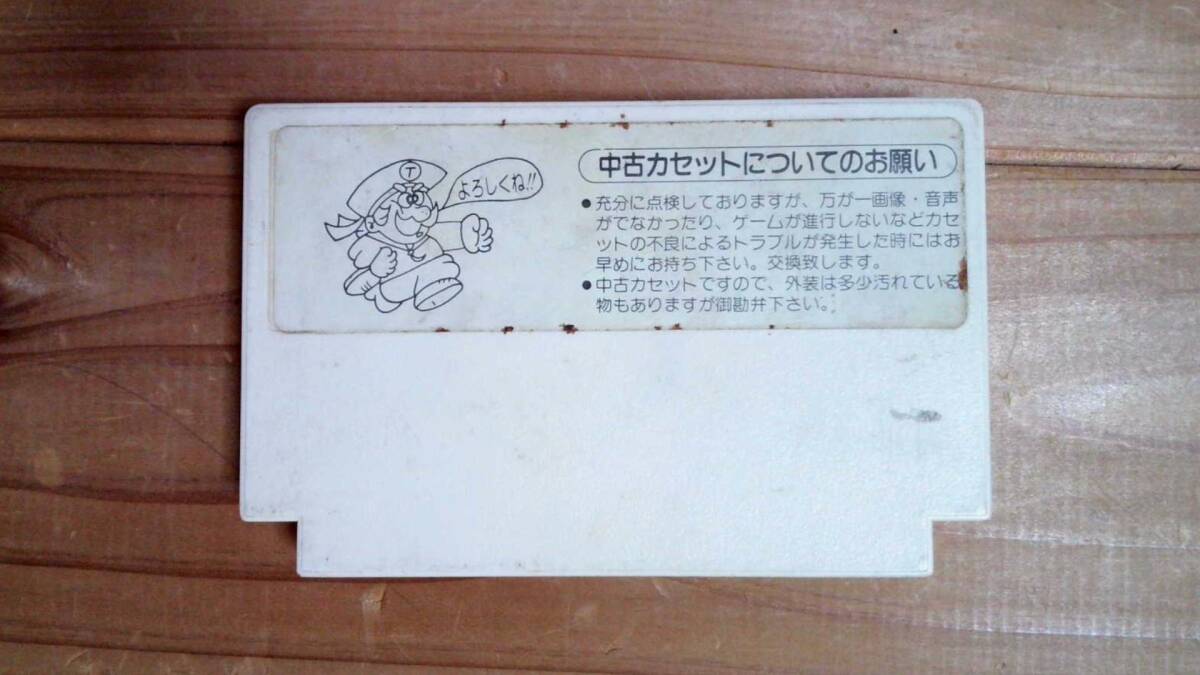 T
よろしくね!!
中古カセットについてのお願い
●充分に点検しておりますが、万が一画像・音声
がでなかったり、ゲームが進行しないなどカセ
ットの不良によるトラブルが発生した時にはお
早めにお持ち下さい。交換致します。
●中古カセットですので、外装は多少汚れている
物もありますが御勘弁下さい。